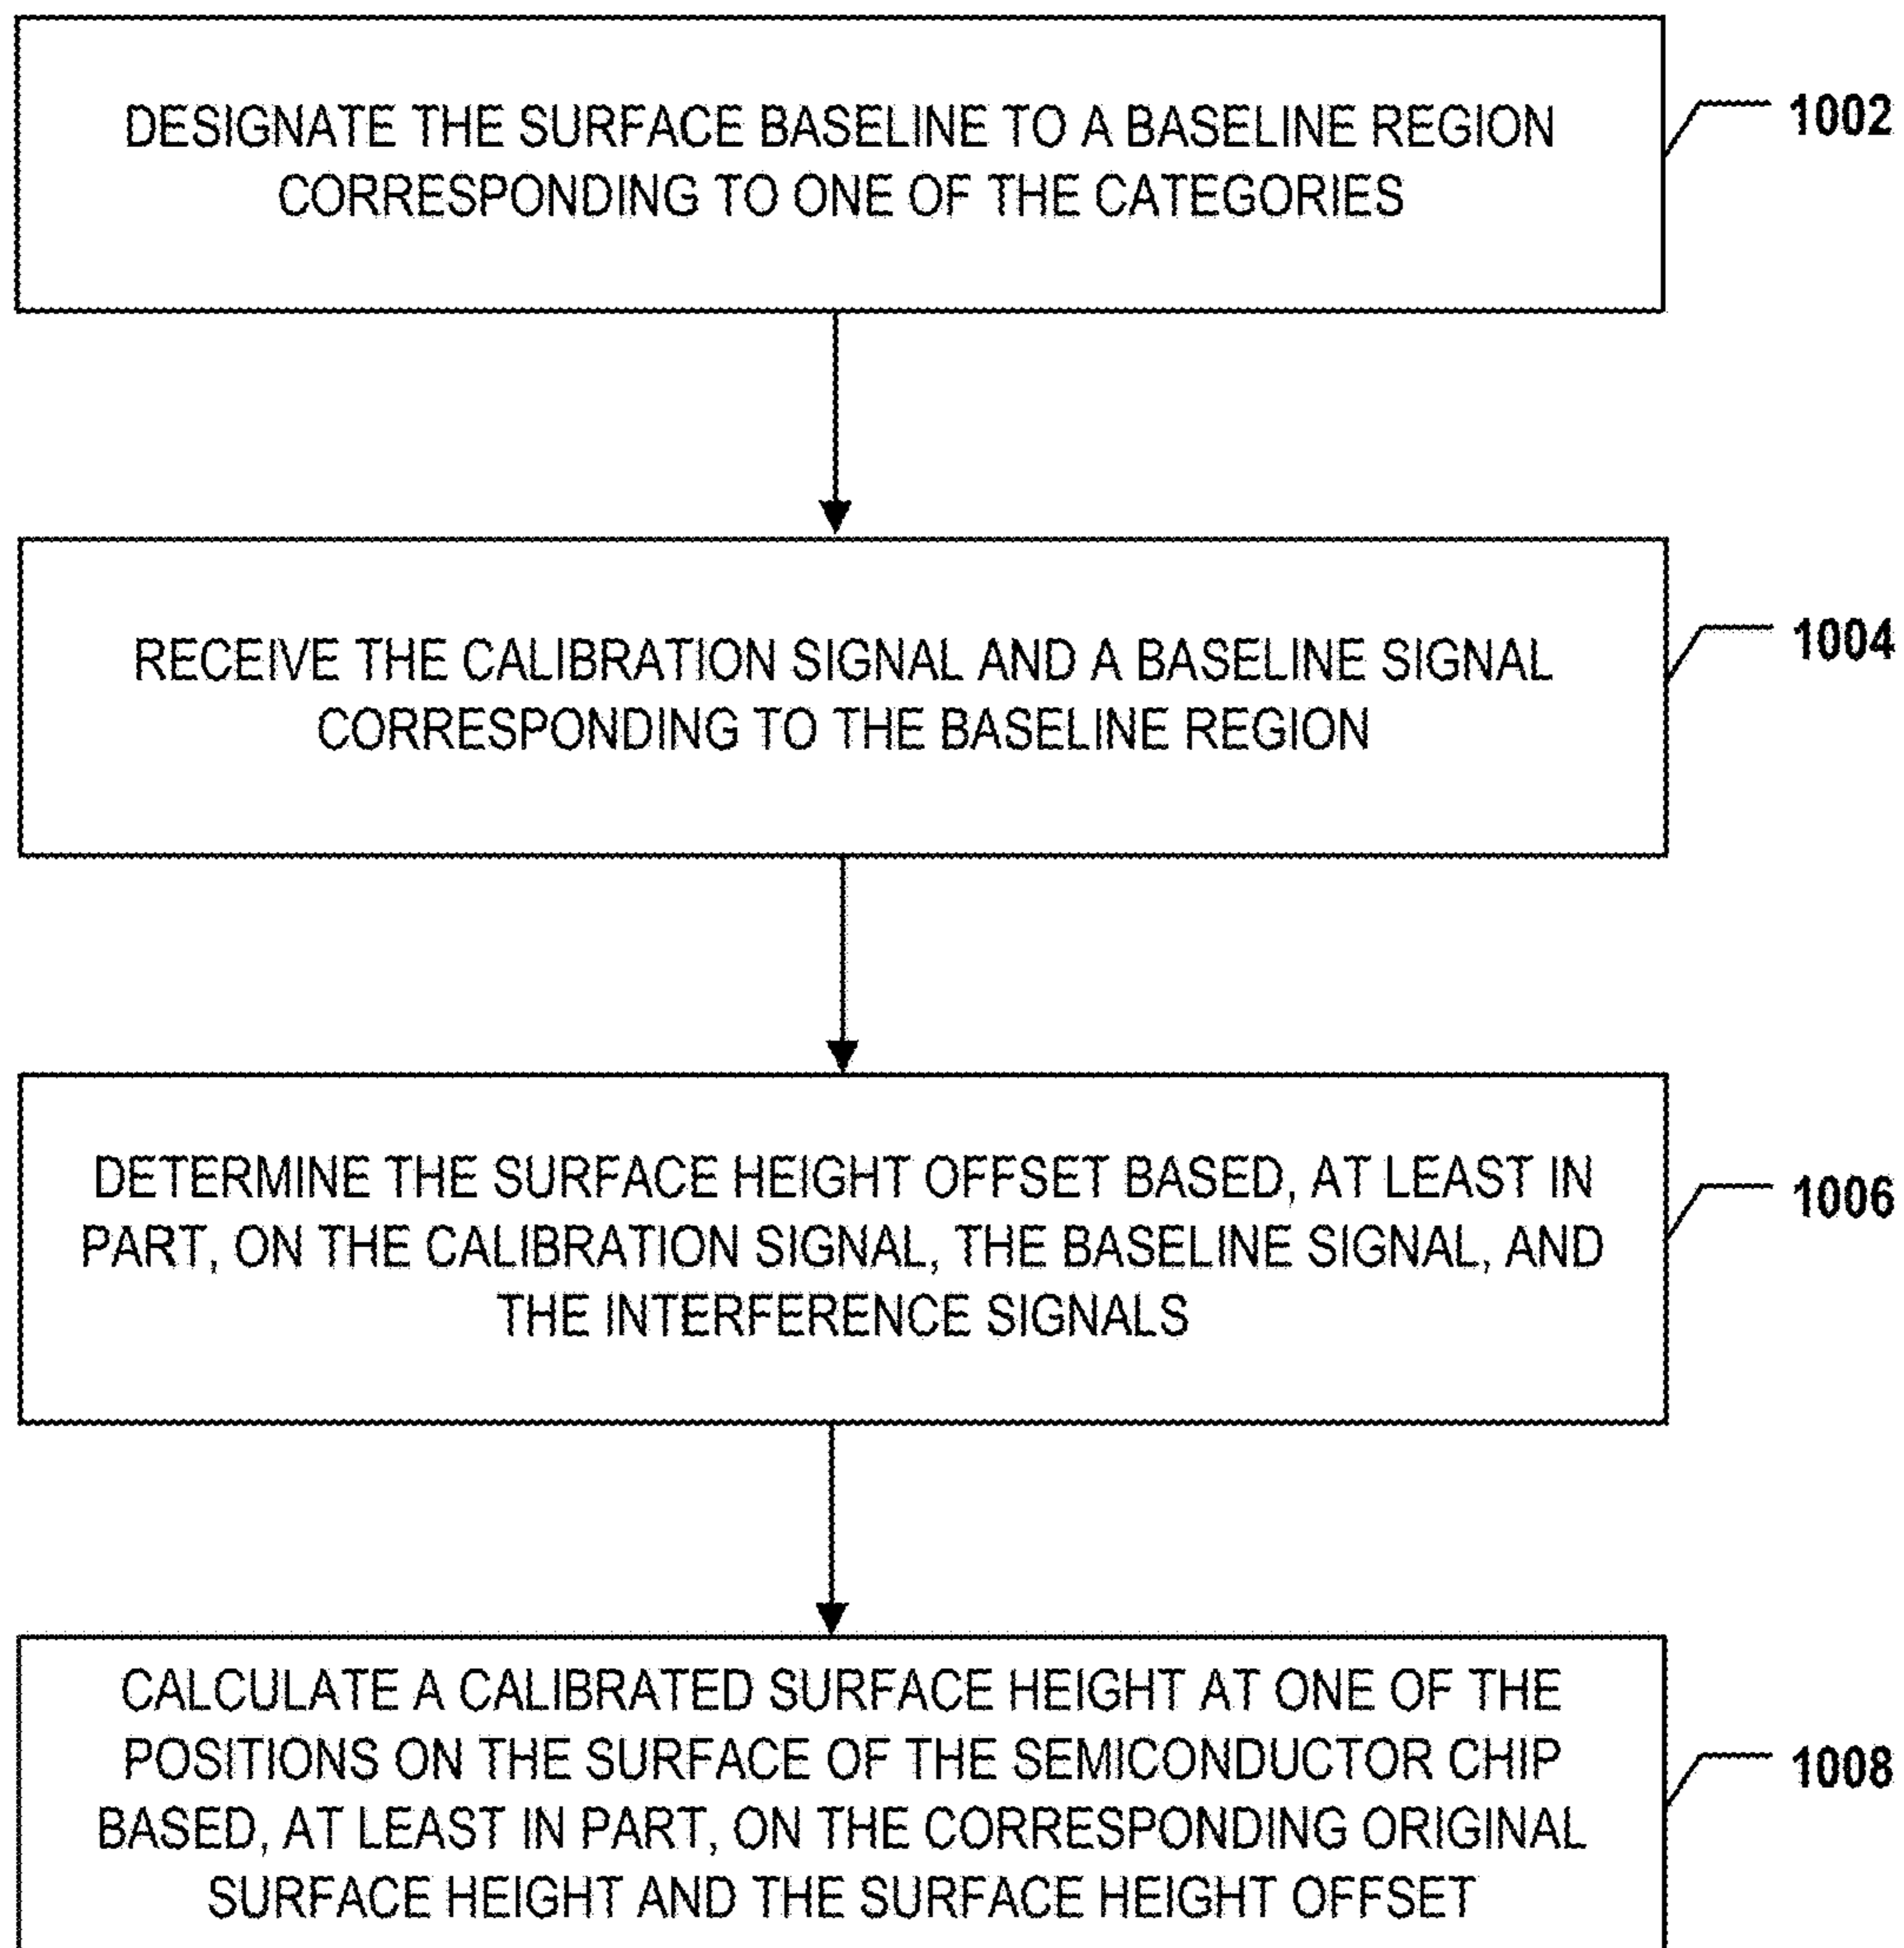 DESIGNATE THE SURFACE BASELINE TO A BASELINE REGION
CORRESPONDING TO ONE OF THE CATEGORIES
1002
RECEIVE THE CALIBRATION SIGNAL AND A BASELINE SIGNAL
CORRESPONDING TO THE BASELINE REGION
1004
DETERMINE THE SURFACE HEIGHT OFFSET BASED, AT LEAST IN
PART, ON THE CALIBRATION SIGNAL, THE BASELINE SIGNAL, AND
THE INTERFERENCE SIGNALS
1006
CALCULATE A CALIBRATED SURFACE HEIGHT AT ONE OF THE
POSITIONS ON THE SURFACE OF THE SEMICONDUCTOR CHIP
BASED, AT LEAST IN PART, ON THE CORRESPONDING ORIGINAL
SURFACE HEIGHT AND THE SURFACE HEIGHT OFFSET
1008